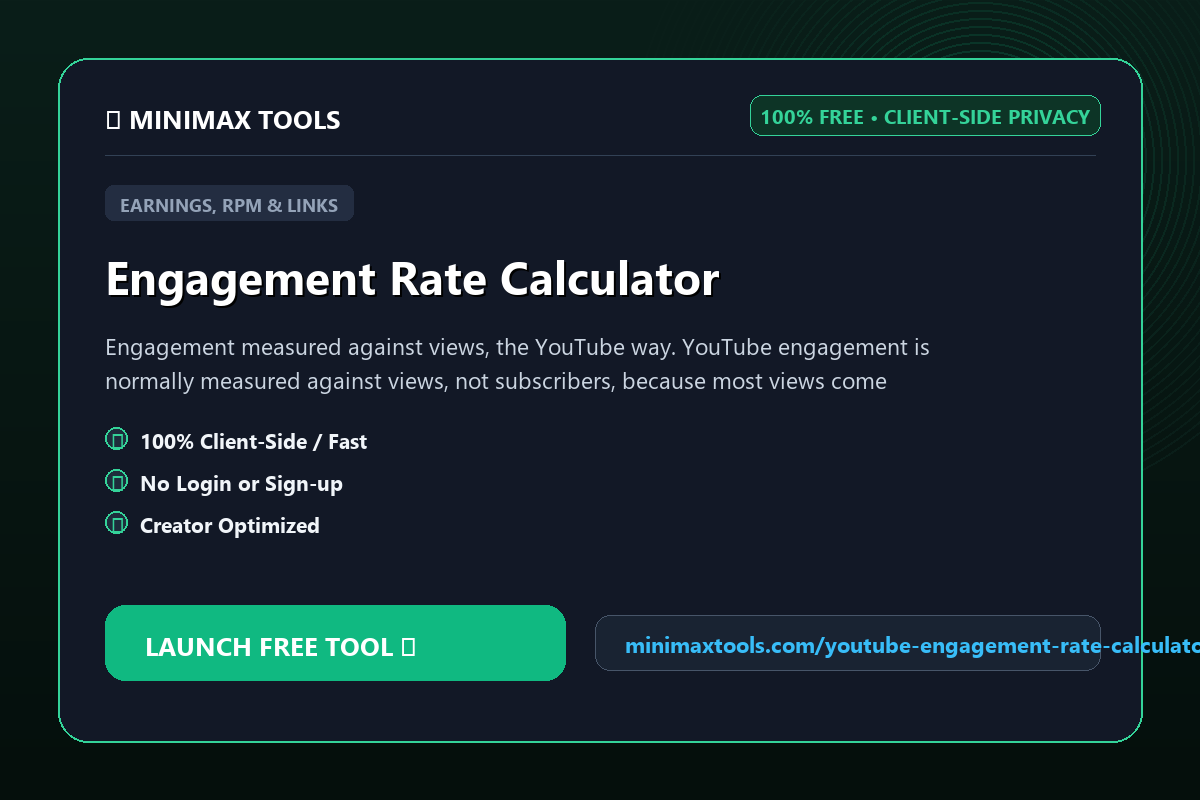 MINIMAX TOOLS
100% FREE • CLIENT-SIDE PRIVACY
EARNINGS, RPM & LINKS
Engagement Rate Calculator
Engagement measured against views, the YouTube way. YouTube engagement is
normally measured against views, not subscribers, because most views come
100% Client-Side / Fast
No Login or Sign-up
Creator Optimized
LAUNCH FREE TOOL
minimaxtools.com/youtube-engagement-rate-calculato